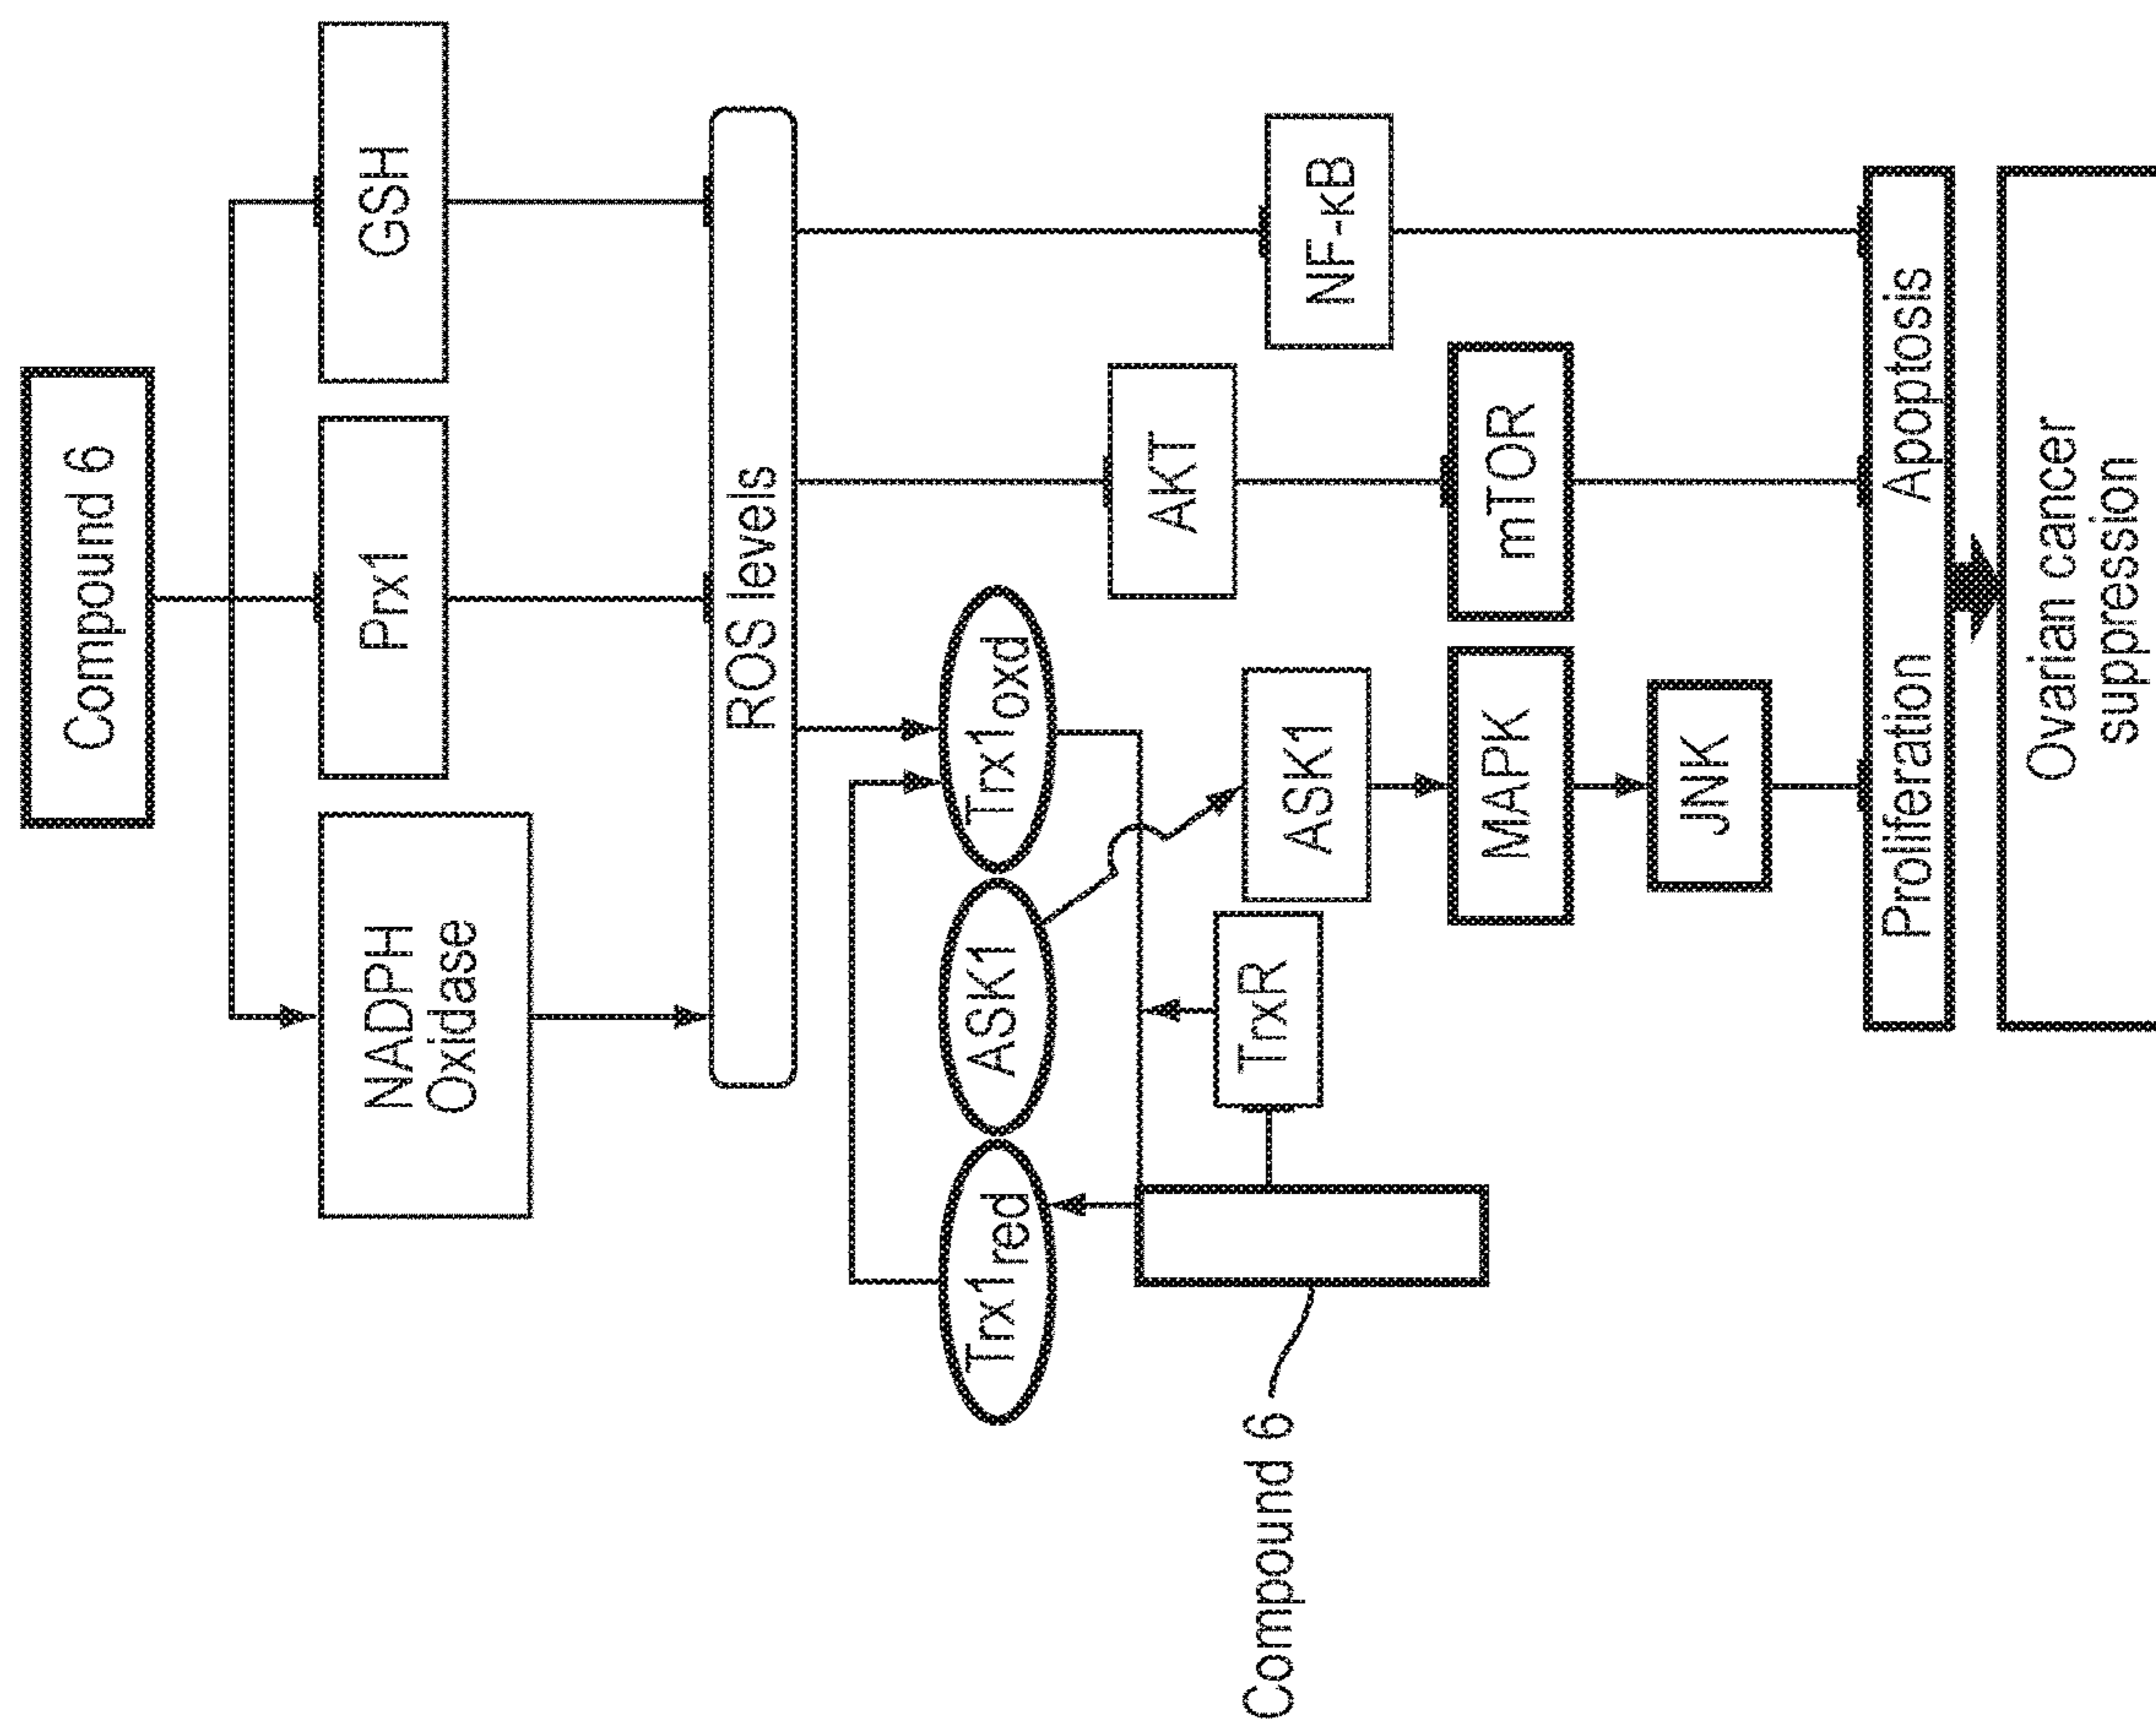 Compound 6
NADPH
Oxidase
Prx1
GSH
ROS levels
Trx1red
ASK1
Trx1oxd
TrxR
ASK1
AKT
NF-κB
MAPK
mTOR
JNK
Compound 6
Proliferation
Apoptosis
Ovarian cancer
suppression